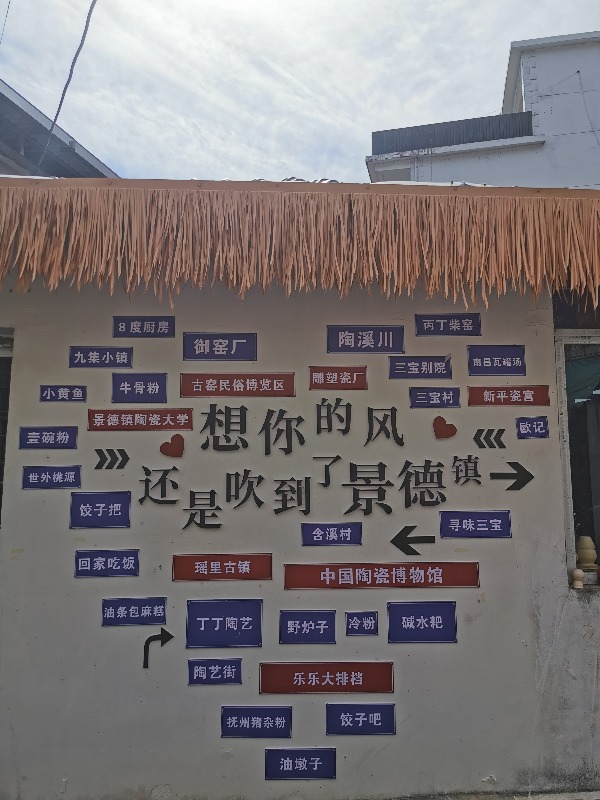 8度厨房
御窑厂
陶溪川
丙丁柴窑
九集小镇
三宝别院
南昌瓦罐汤
小黄鱼
牛骨粉
古窑民俗博览区
雕塑瓷厂
三宝村
新平瓷宫
景德镇陶瓷大学
壹碗粉
欧记
想你的风
还是吹到了景德镇
世外桃源
饺子把
含溪村
寻味三宝
回家吃饭
瑶里古镇
中国陶瓷博物馆
油条包麻糕
丁丁陶艺
野炉子
冷粉
碱水粑
陶艺街
乐乐大排档
抚州猪杂粉
饺子吧
油墩子